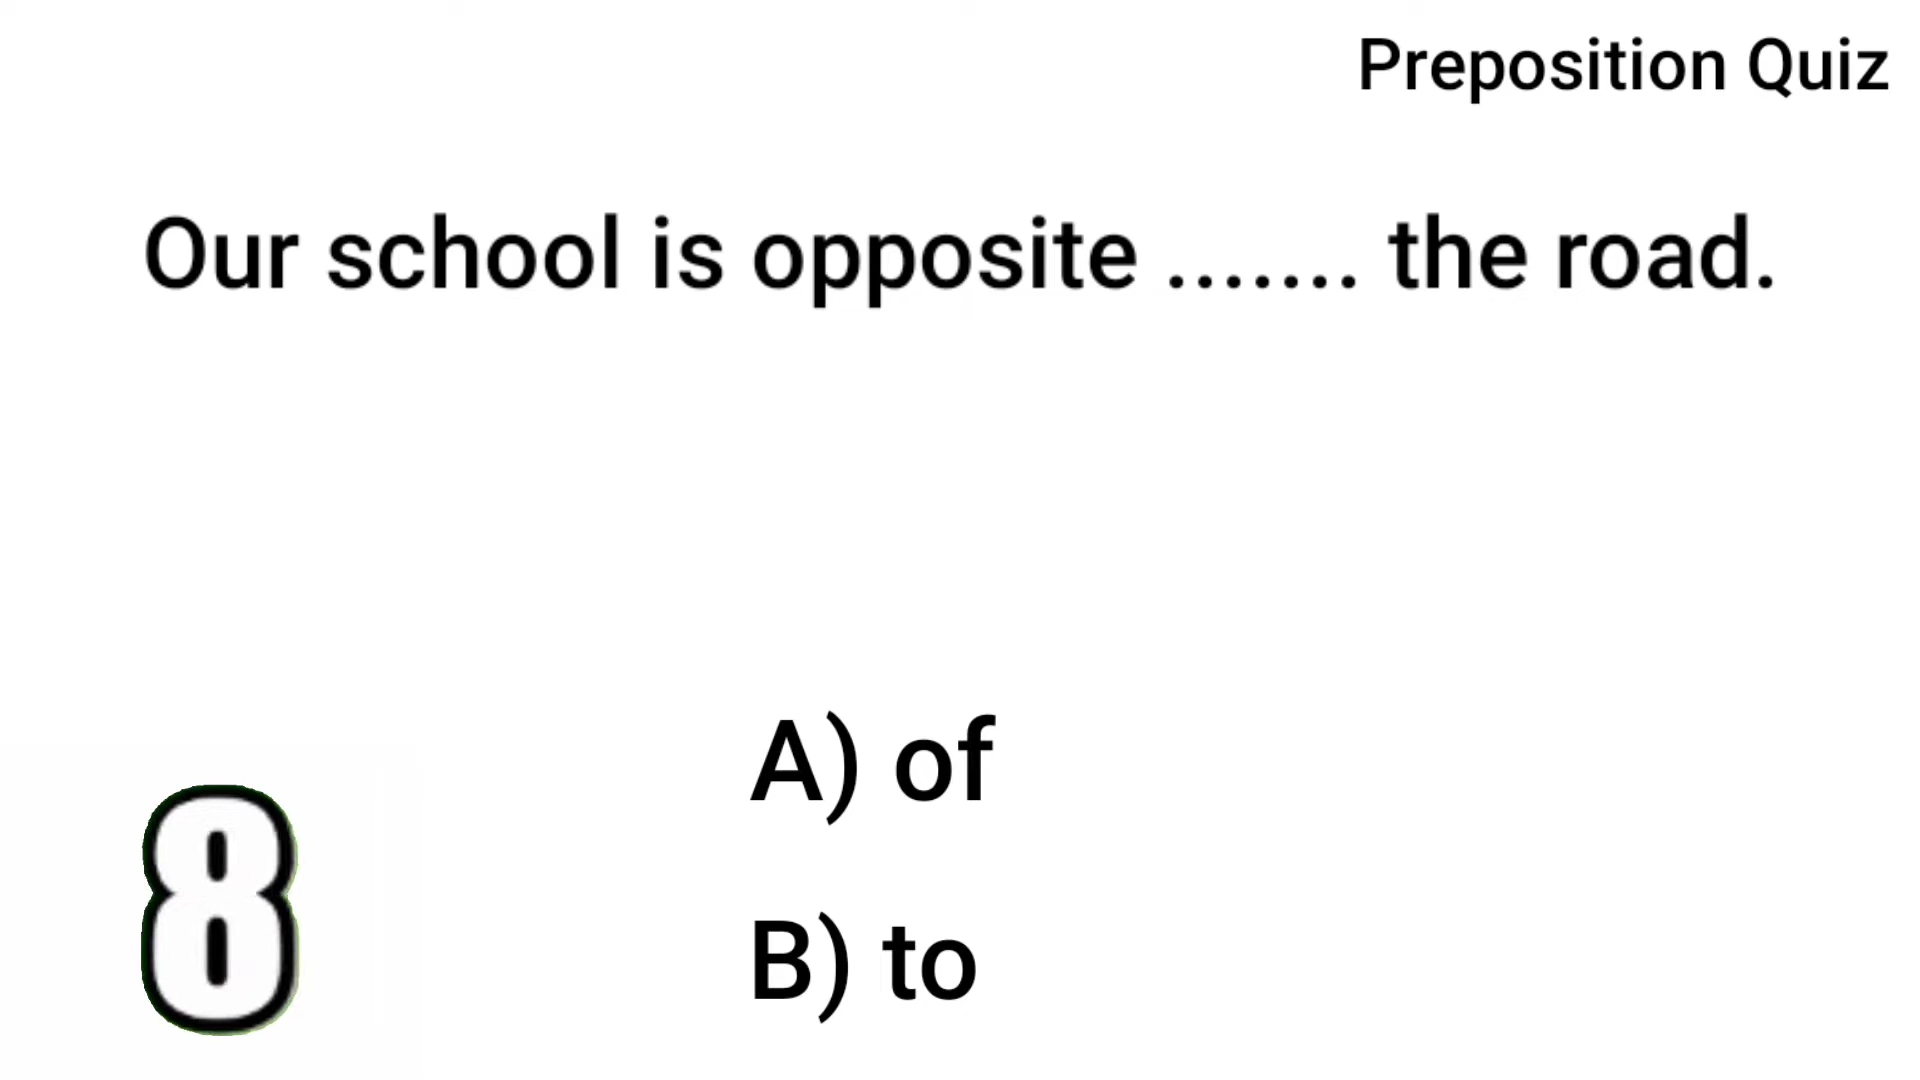 Preposition Quiz
Our school is opposite ....... the road.
A) of
B) to
8